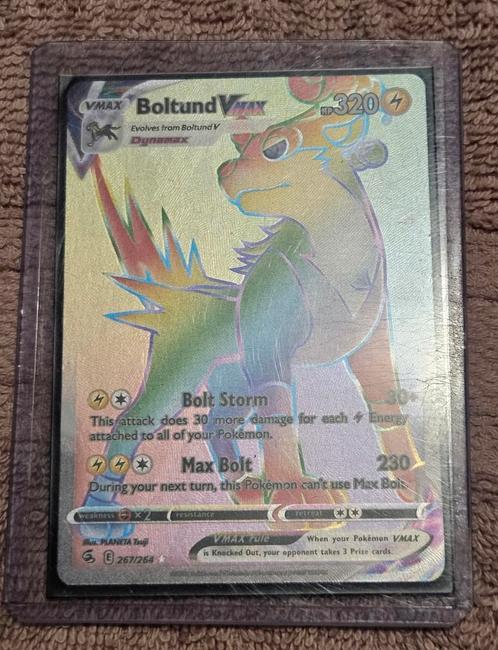 VMAX Boltund VMAX HP 320
Evolves from Boltund V
Dynamax
Bolt Storm 30+
This attack does 30 more damage for each Energy
attached to all of your Pokémon.
Max Bolt 230
During your next turn, this Pokémon can't use Max Bolt.
weakness ×2 resistance retreat
Illus. PLANETA Tsuji
VMAX rule When your Pokémon VMAX
is Knocked Out, your opponent takes 3 Prize cards.
E 267/264